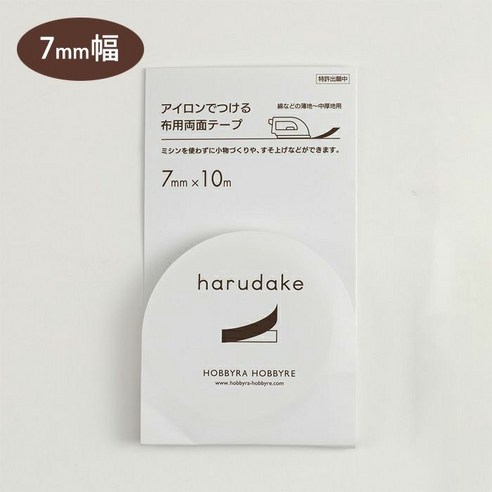 7mm幅
特許出願中
アイロンでつける
布用両面テープ
綿などの薄地〜中厚地用
ミシンを使わずに小物づくりや、すそ上げなどができます。
7mm×10m
harudake
HOBBYRA HOBBYRE
www.hobbyra-hobbyre.com